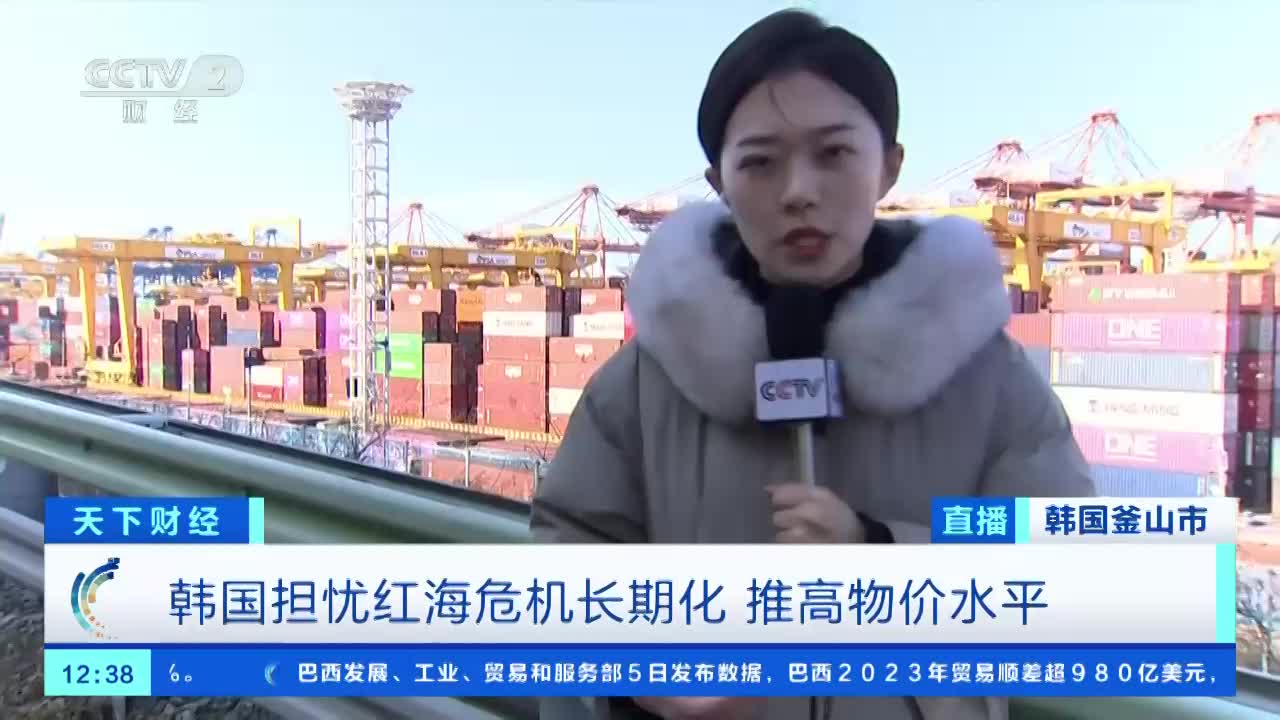 CCTV 2
财经
HYUNDAI
ONE
YANG MING
ONE
CCTV
天下财经
直播 韩国釜山市
韩国担忧红海危机长期化 推高物价水平
12:38 %。 巴西发展、工业、贸易和服务部5日发布数据，巴西2023年贸易顺差超980亿美元，